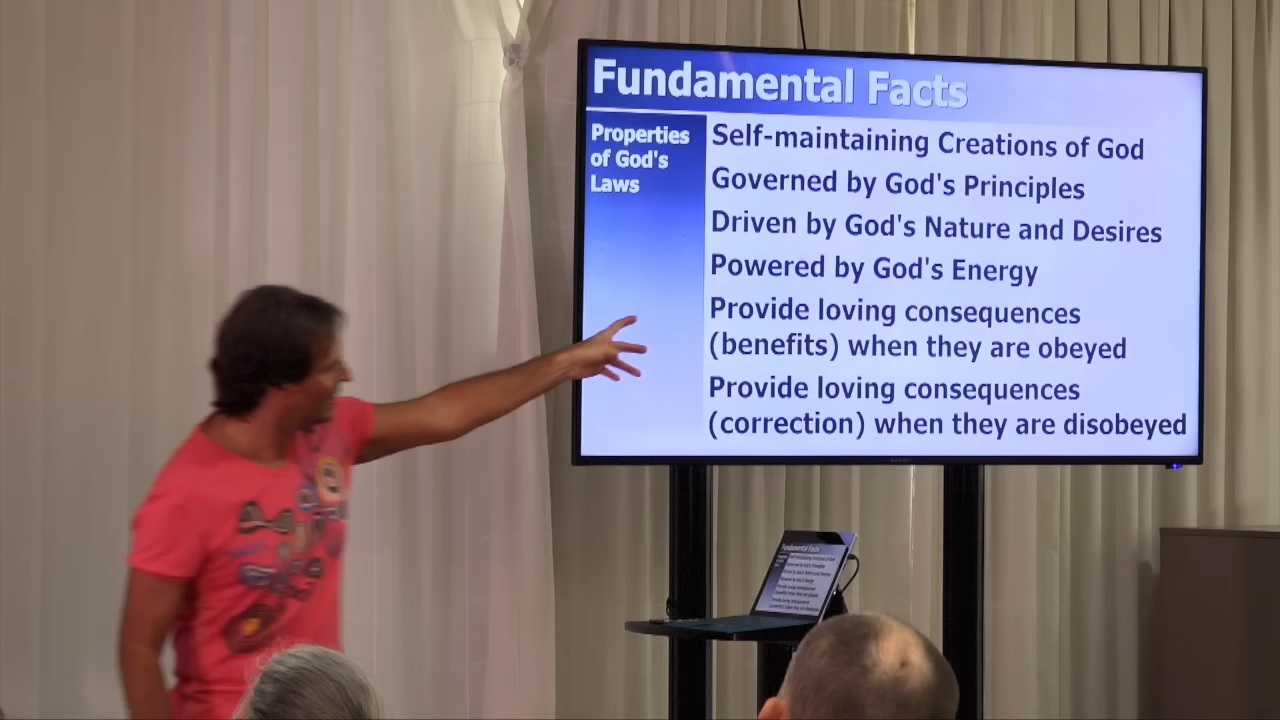 Fundamental Facts
Properties
of God's
Laws
Self-maintaining Creations of God
Governed by God's Principles
Driven by God's Nature and Desires
Powered by God's Energy
Provide loving consequences
(benefits) when they are obeyed
Provide loving consequences
(correction) when they are disobeyed
Fundamental Facts